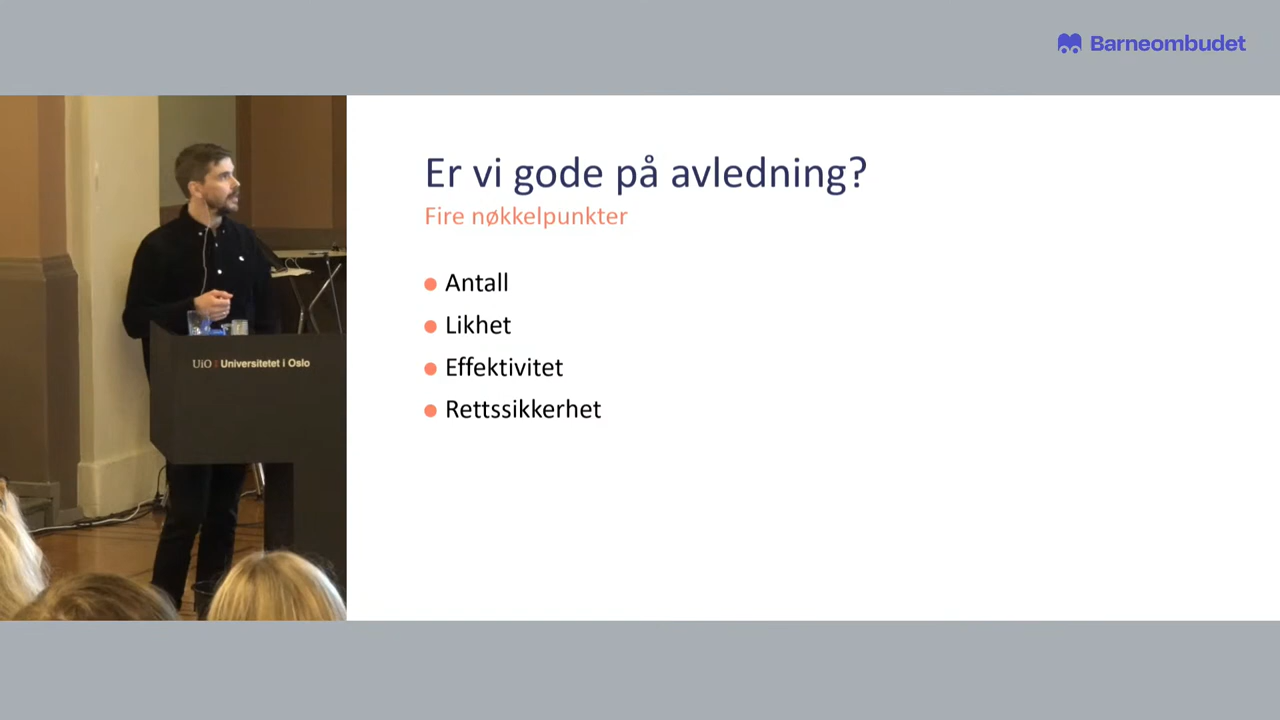 Barneombudet
Er vi gode på avledning?
Fire nøkkelpunkter
Antall
Likhet
Effektivitet
Rettssikkerhet
UiO Universitetet i Oslo